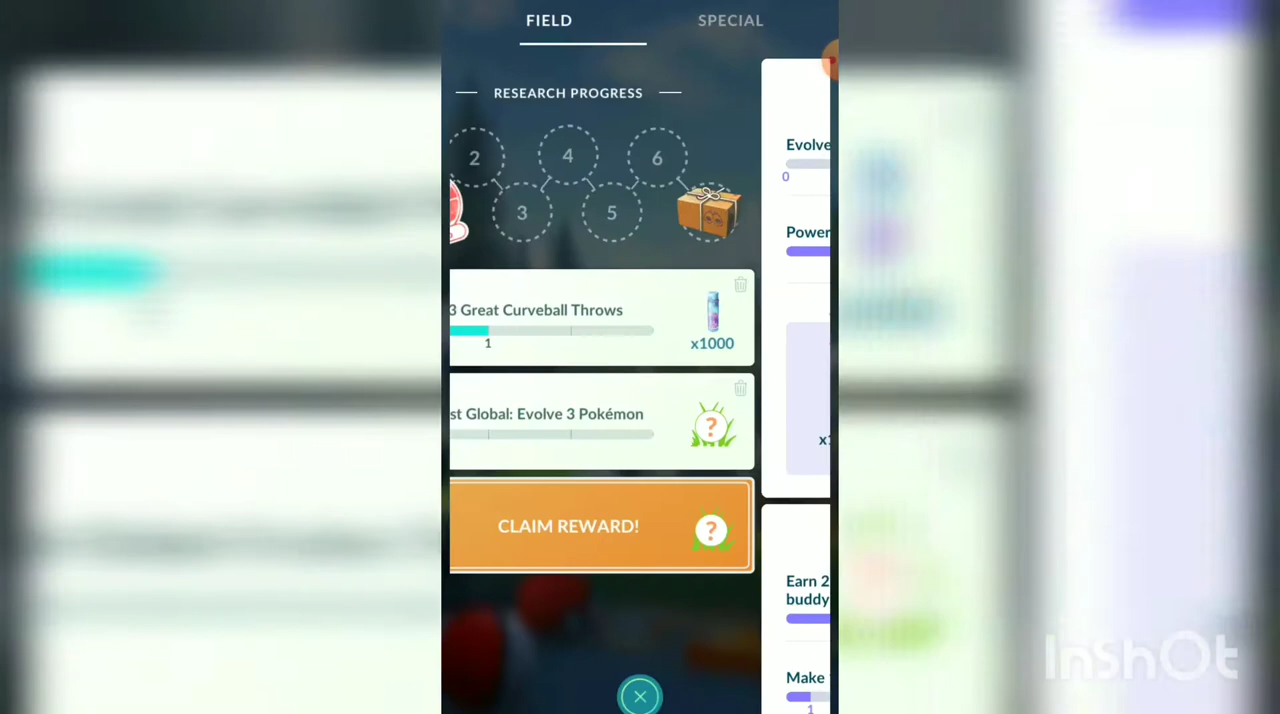 FIELD
SPECIAL
RESEARCH PROGRESS
2
4
6
3
5
3 Great Curveball Throws
1
x1000
st Global: Evolve 3 Pokémon
?
CLAIM REWARD!
?
Evolve
0
Power
x1
Earn 2
buddy
Make
1
InShOt